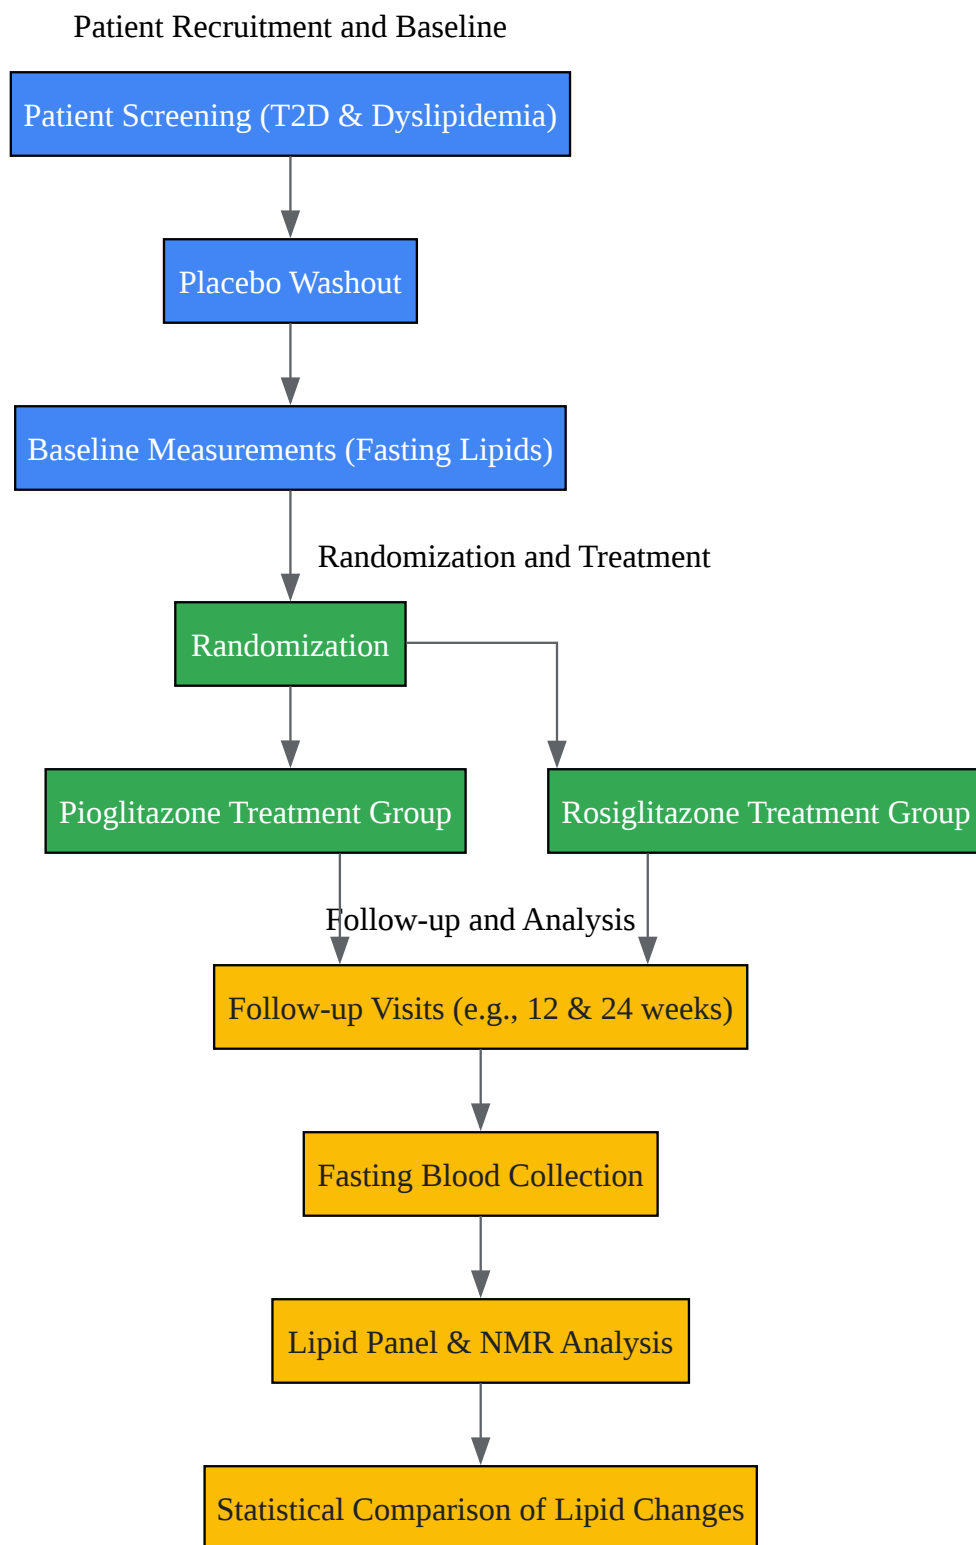 Patient Recruitment and Baseline
Patient Screening (T2D & Dyslipidemia)
Placebo Washout
Baseline Measurements (Fasting Lipids)
Randomization and Treatment
Randomization
Pioglitazone Treatment Group
Rosiglitazone Treatment Group
Follow-up and Analysis
Follow-up Visits (e.g., 12 & 24 weeks)
Fasting Blood Collection
Lipid Panel & NMR Analysis
Statistical Comparison of Lipid Changes